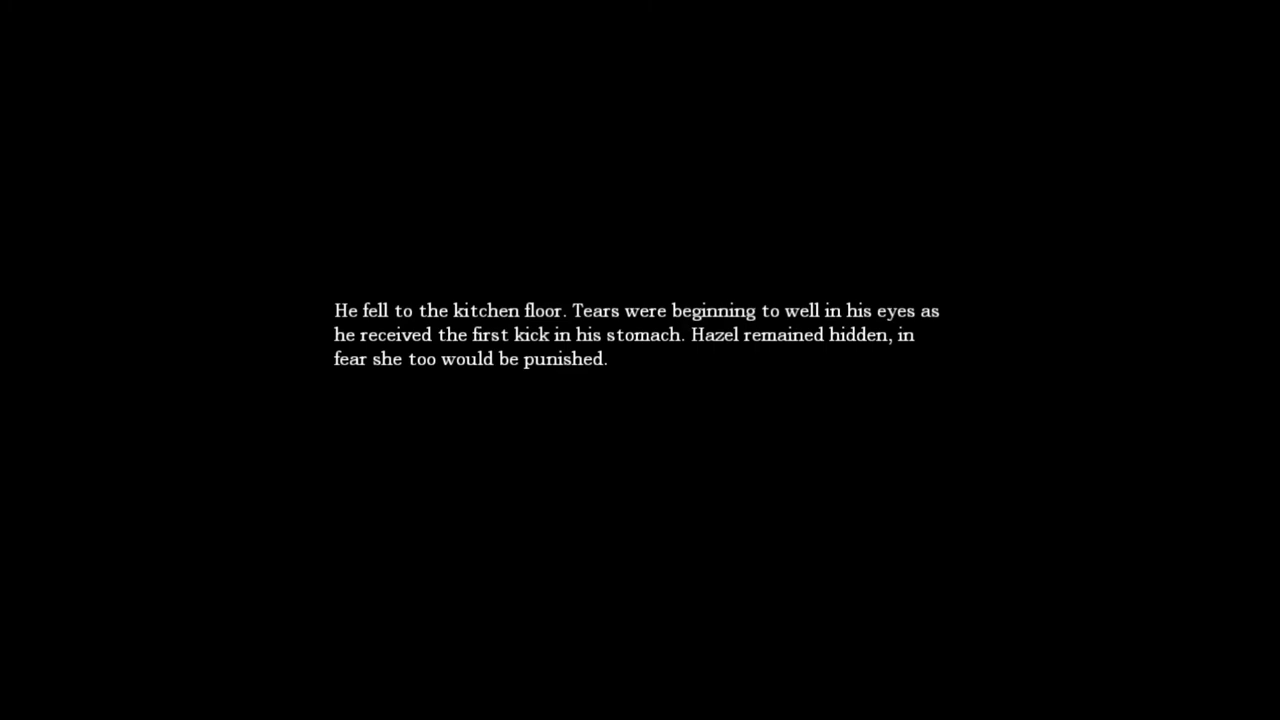 He fell to the kitchen floor. Tears were beginning to well in his eyes as
he received the first kick in his stomach. Hazel remained hidden, in
fear she too would be punished.